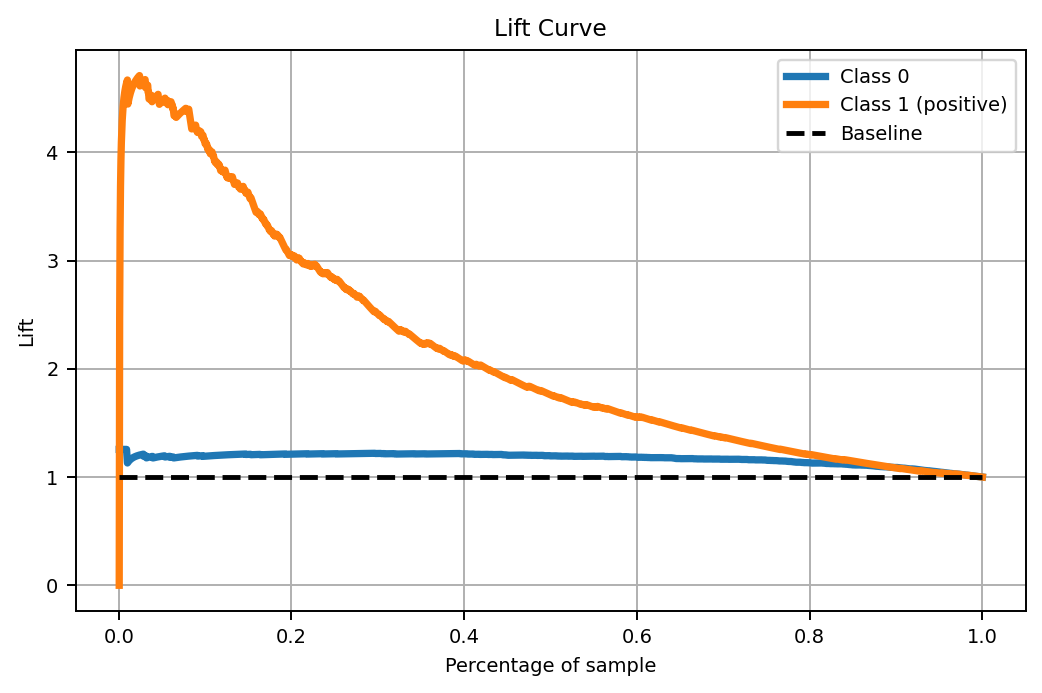 Lift Curve
Class 0
Class 1 (positive)
Baseline
Lift
4
3
2
1
0
0.0 0.2 0.4 0.6 0.8 1.0
Percentage of sample